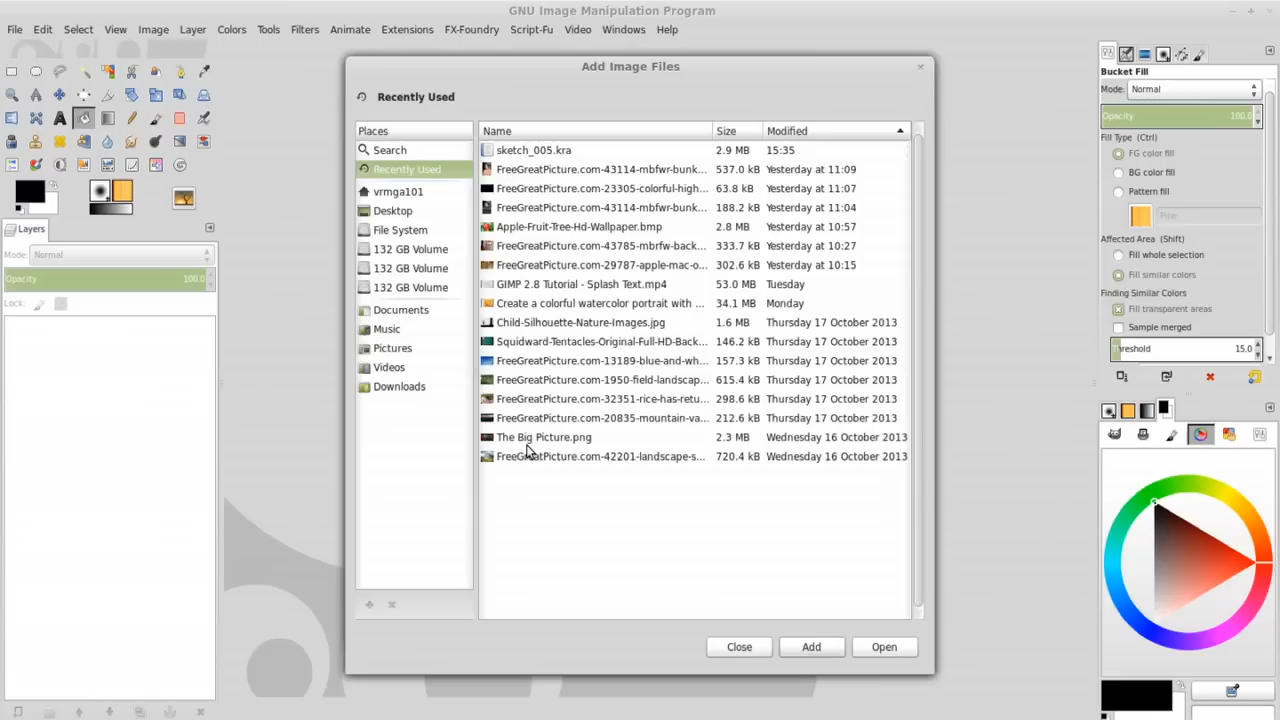 GNU Image Manipulation Program
File Edit Select View Image Layer Colors Tools Filters Animate Extensions FX-Foundry Script-Fu Video Windows Help
Add Image Files
Recently Used
Places
Search
Recently Used
vrmga101
Desktop
File System
132 GB Volume
132 GB Volume
132 GB Volume
Documents
Music
Pictures
Videos
Downloads
Name Size Modified
sketch_005.kra 2.9 MB 15:35
FreeGreatPicture.com-43114-mbfwr-bunk... 537.0 kB Yesterday at 11:09
FreeGreatPicture.com-23305-colorful-high... 63.8 kB Yesterday at 11:07
FreeGreatPicture.com-43114-mbfwr-bunk... 188.2 kB Yesterday at 11:04
Apple-Fruit-Tree-Hd-Wallpaper.bmp 2.8 MB Yesterday at 10:57
FreeGreatPicture.com-43785-mbrfw-back... 333.7 kB Yesterday at 10:27
FreeGreatPicture.com-29787-apple-mac-o... 302.6 kB Yesterday at 10:15
GIMP 2.8 Tutorial - Splash Text.mp4 53.0 MB Tuesday
Create a colorful watercolor portrait with ... 34.1 MB Monday
Child-Silhouette-Nature-Images.jpg 1.6 MB Thursday 17 October 2013
Squidward-Tentacles-Original-Full-HD-Back... 146.2 kB Thursday 17 October 2013
FreeGreatPicture.com-13189-blue-and-wh... 157.3 kB Thursday 17 October 2013
FreeGreatPicture.com-1950-field-landscap... 615.4 kB Thursday 17 October 2013
FreeGreatPicture.com-32351-rice-has-retu... 298.6 kB Thursday 17 October 2013
FreeGreatPicture.com-20835-mountain-va... 212.6 kB Thursday 17 October 2013
The Big Picture.png 2.3 MB Wednesday 16 October 2013
FreeGreatPicture.com-42201-landscape-s... 720.4 kB Wednesday 16 October 2013
Close Add Open
Layers
Mode: Normal
Opacity 100.0
Lock:
Bucket Fill
Mode: Normal
Opacity 100.0
Fill Type (Ctrl)
FG color fill
BG color fill
Pattern fill
Pine
Affected Area (Shift)
Fill whole selection
Fill similar colors
Finding Similar Colors
Fill transparent areas
Sample merged
hreshold 15.0